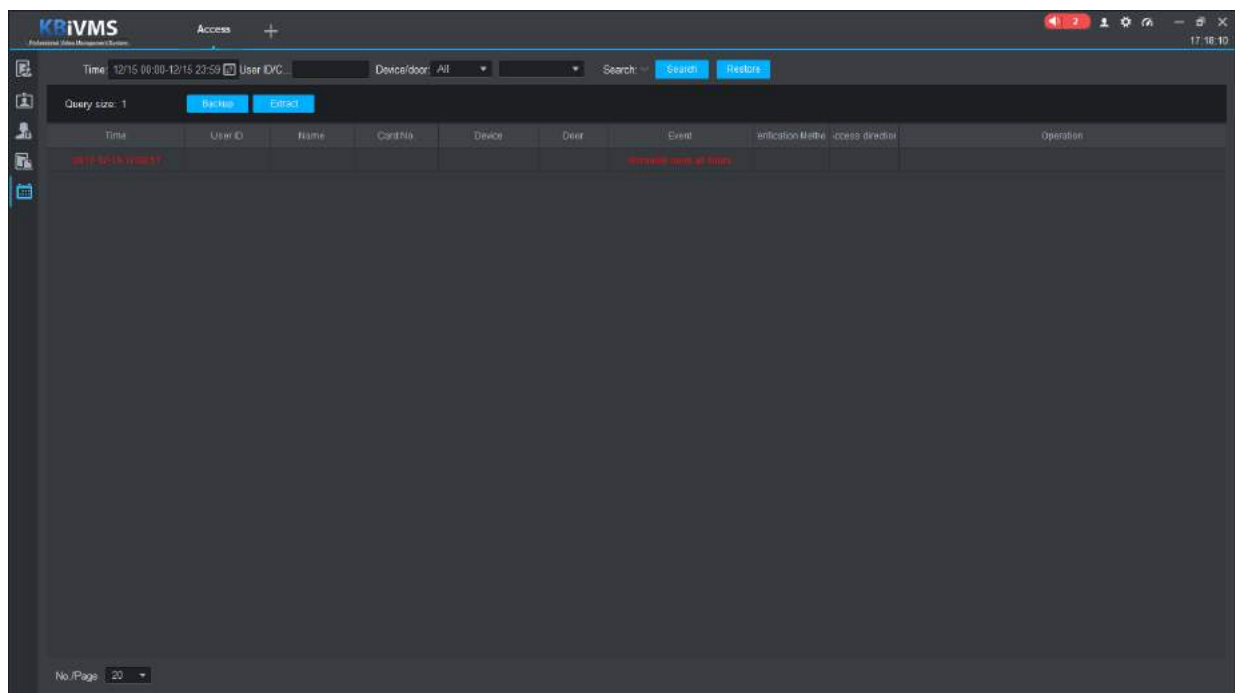 KBiVMS
Professional Video Management System
Access
2
17:18:10
Time: 12/15 00:00-12/15 23:59 User ID/C... Device/door: All Search: Search Restore
Query size: 1 Backup Extract
Time User ID Name Card No. Device Door Event erification Metho ccess direction Operation
No./Page 20